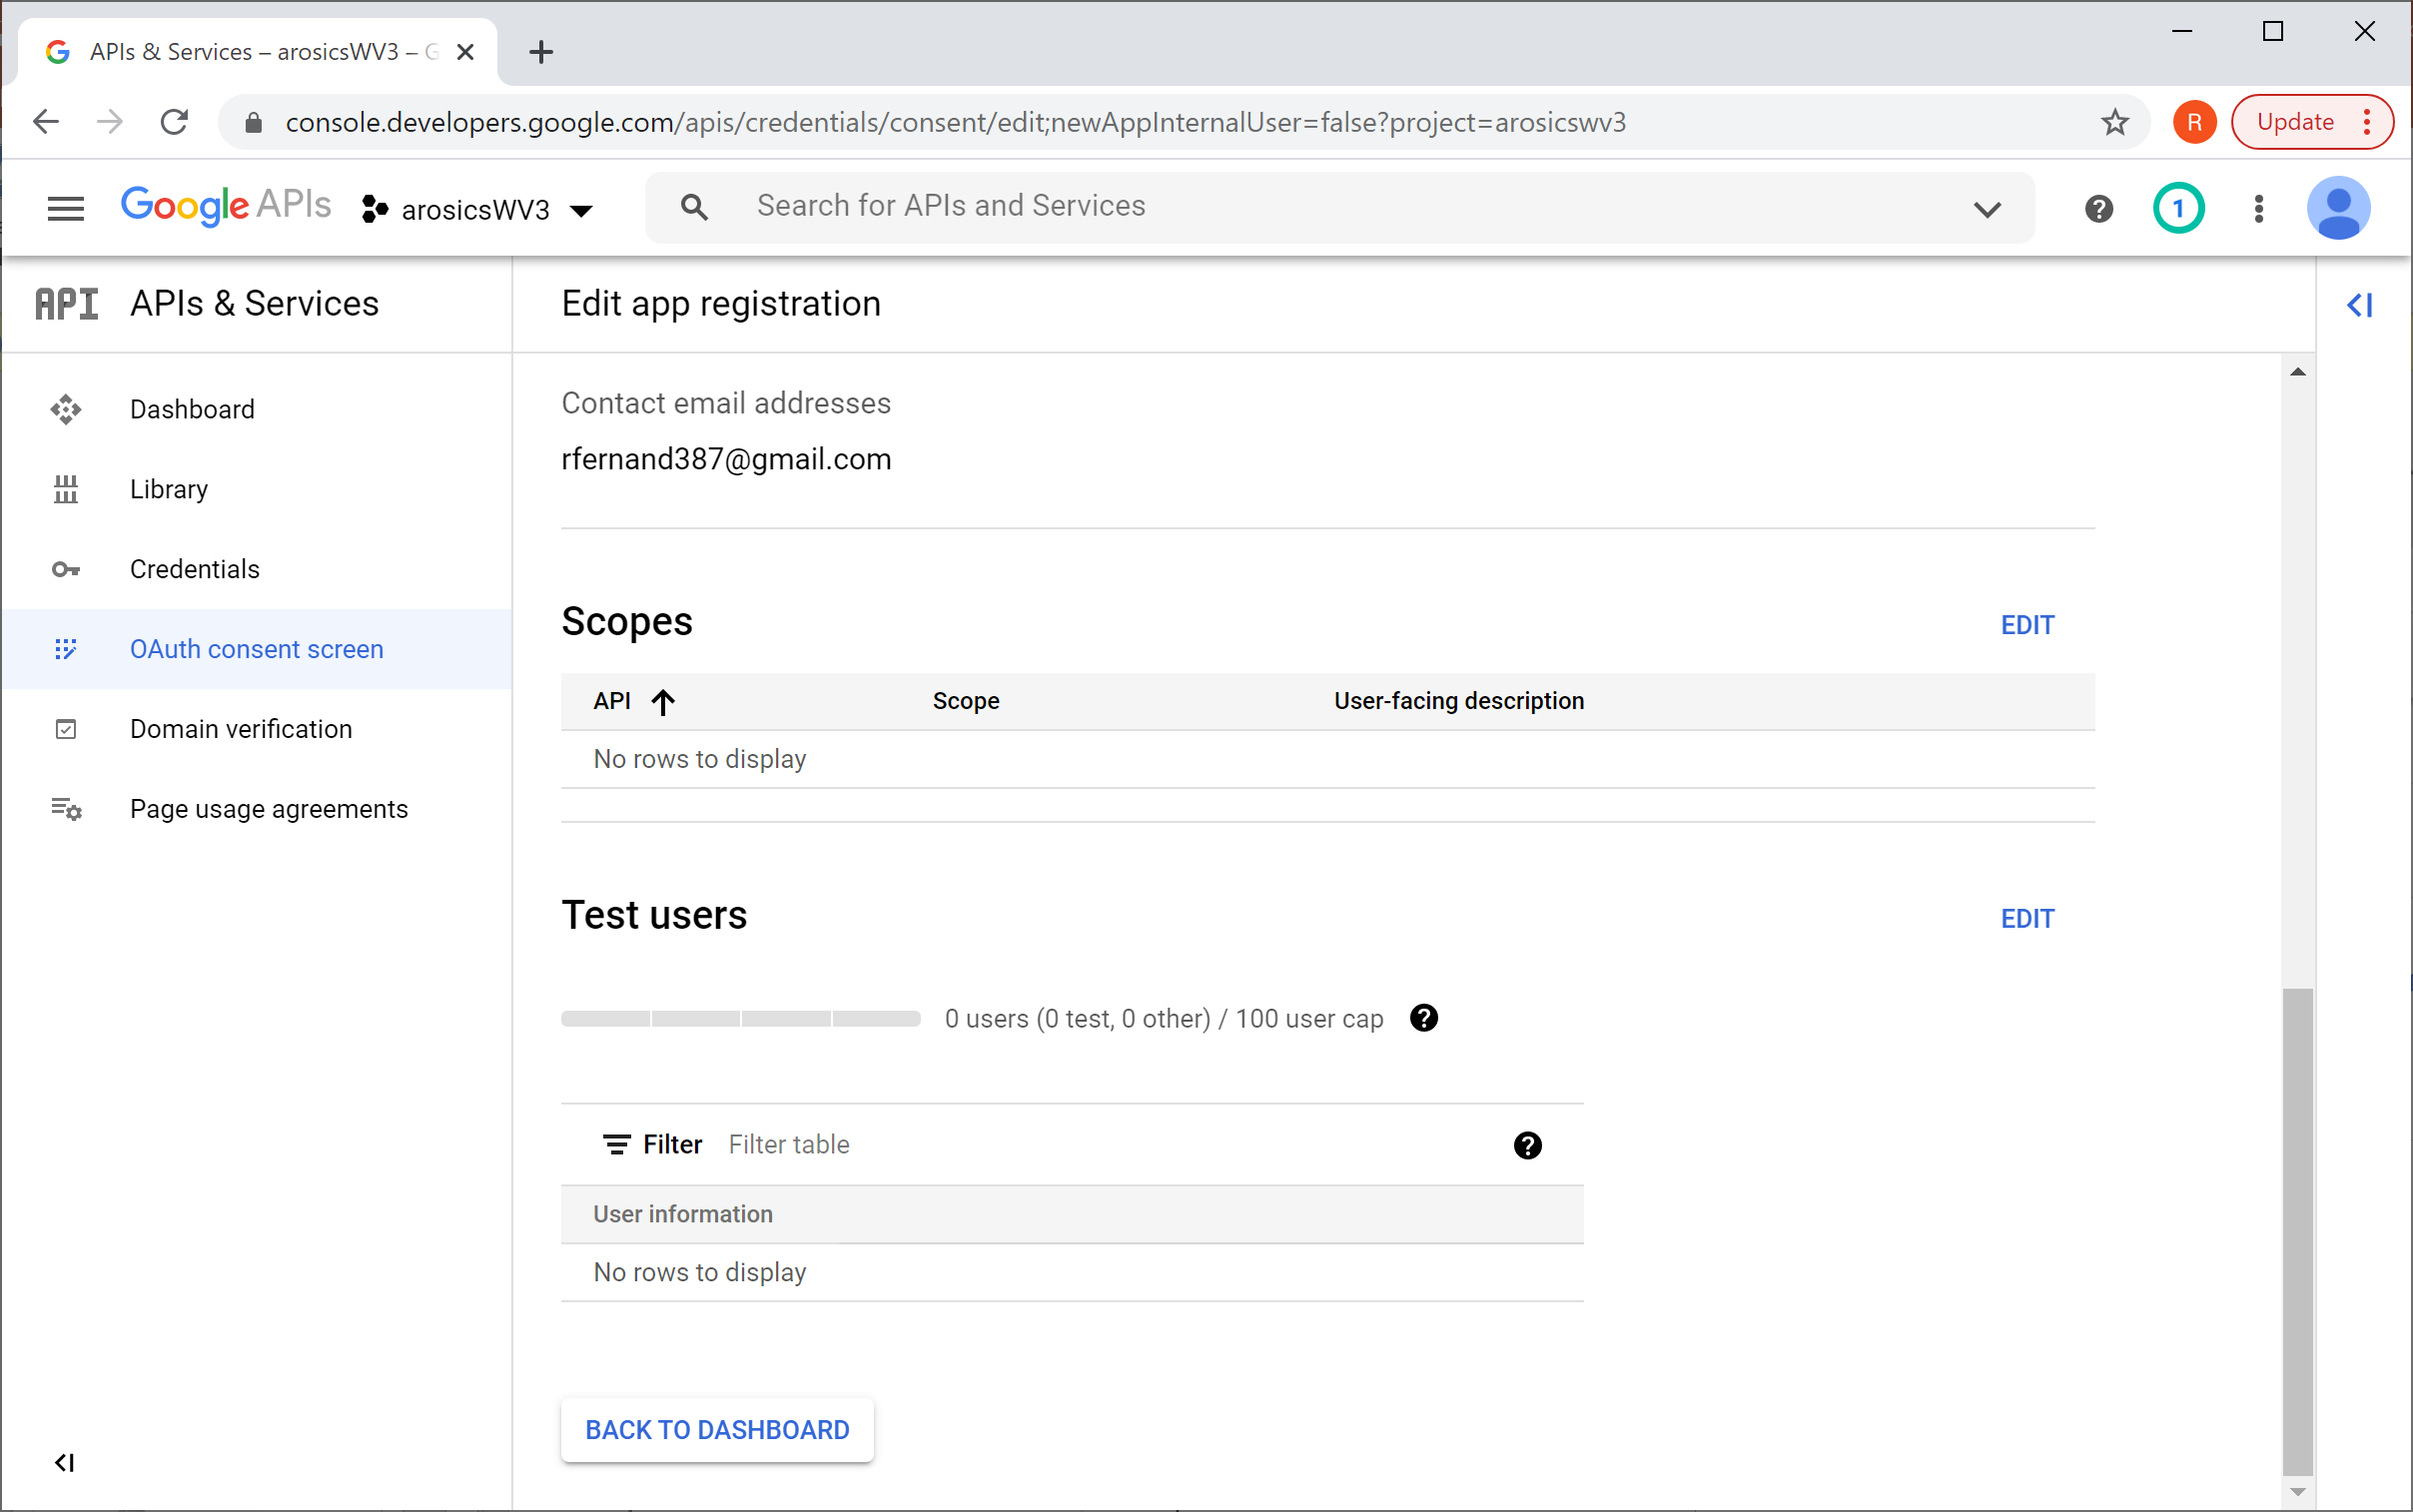 APIs & Services – arosicsWV3 – G
console.developers.google.com/apis/credentials/consent/edit;newAppInternalUser=false?project=arosicswv3
R
Update
Google APIs
arosicsWV3
Search for APIs and Services
1
API
APIs & Services
Edit app registration
Dashboard
Library
Credentials
OAuth consent screen
Domain verification
Page usage agreements
Contact email addresses
rfernand387@gmail.com
Scopes
EDIT
API
Scope
User-facing description
No rows to display
Test users
EDIT
0 users (0 test, 0 other) / 100 user cap
Filter
Filter table
User information
No rows to display
BACK TO DASHBOARD